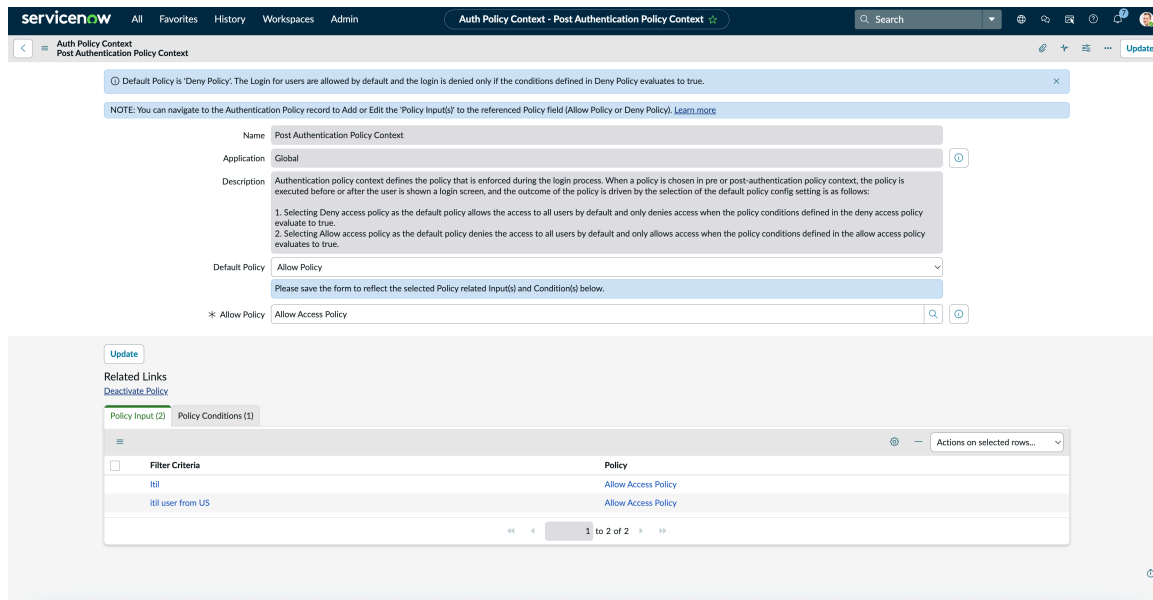 servicenow All Favorites History Workspaces Admin Auth Policy Context - Post Authentication Policy Context ☆ Search 7
Auth Policy Context
Post Authentication Policy Context
Update
Default Policy is 'Deny Policy'. The Login for users are allowed by default and the login is denied only if the conditions defined in Deny Policy evaluates to true.
NOTE: You can navigate to the Authentication Policy record to Add or Edit the 'Policy Input(s)' to the referenced Policy field (Allow Policy or Deny Policy). Learn more
Name Post Authentication Policy Context
Application Global
Description Authentication policy context defines the policy that is enforced during the login process. When a policy is chosen in pre or post-authentication policy context, the policy is
executed before or after the user is shown a login screen, and the outcome of the policy is driven by the selection of the default policy config setting is as follows:
1. Selecting Deny access policy as the default policy allows the access to all users by default and only denies access when the policy conditions defined in the deny access policy
evaluate to true.
2. Selecting Allow access policy as the default policy denies the access to all users by default and only allows access when the policy conditions defined in the allow access policy
evaluates to true.
Default Policy Allow Policy
Please save the form to reflect the selected Policy related Input(s) and Condition(s) below.
Allow Policy Allow Access Policy
Update
Related Links
Deactivate Policy
Policy Input (2) Policy Conditions (1)
Actions on selected rows...
Filter Criteria Policy
Itil Allow Access Policy
itil user from US Allow Access Policy
1 to 2 of 2